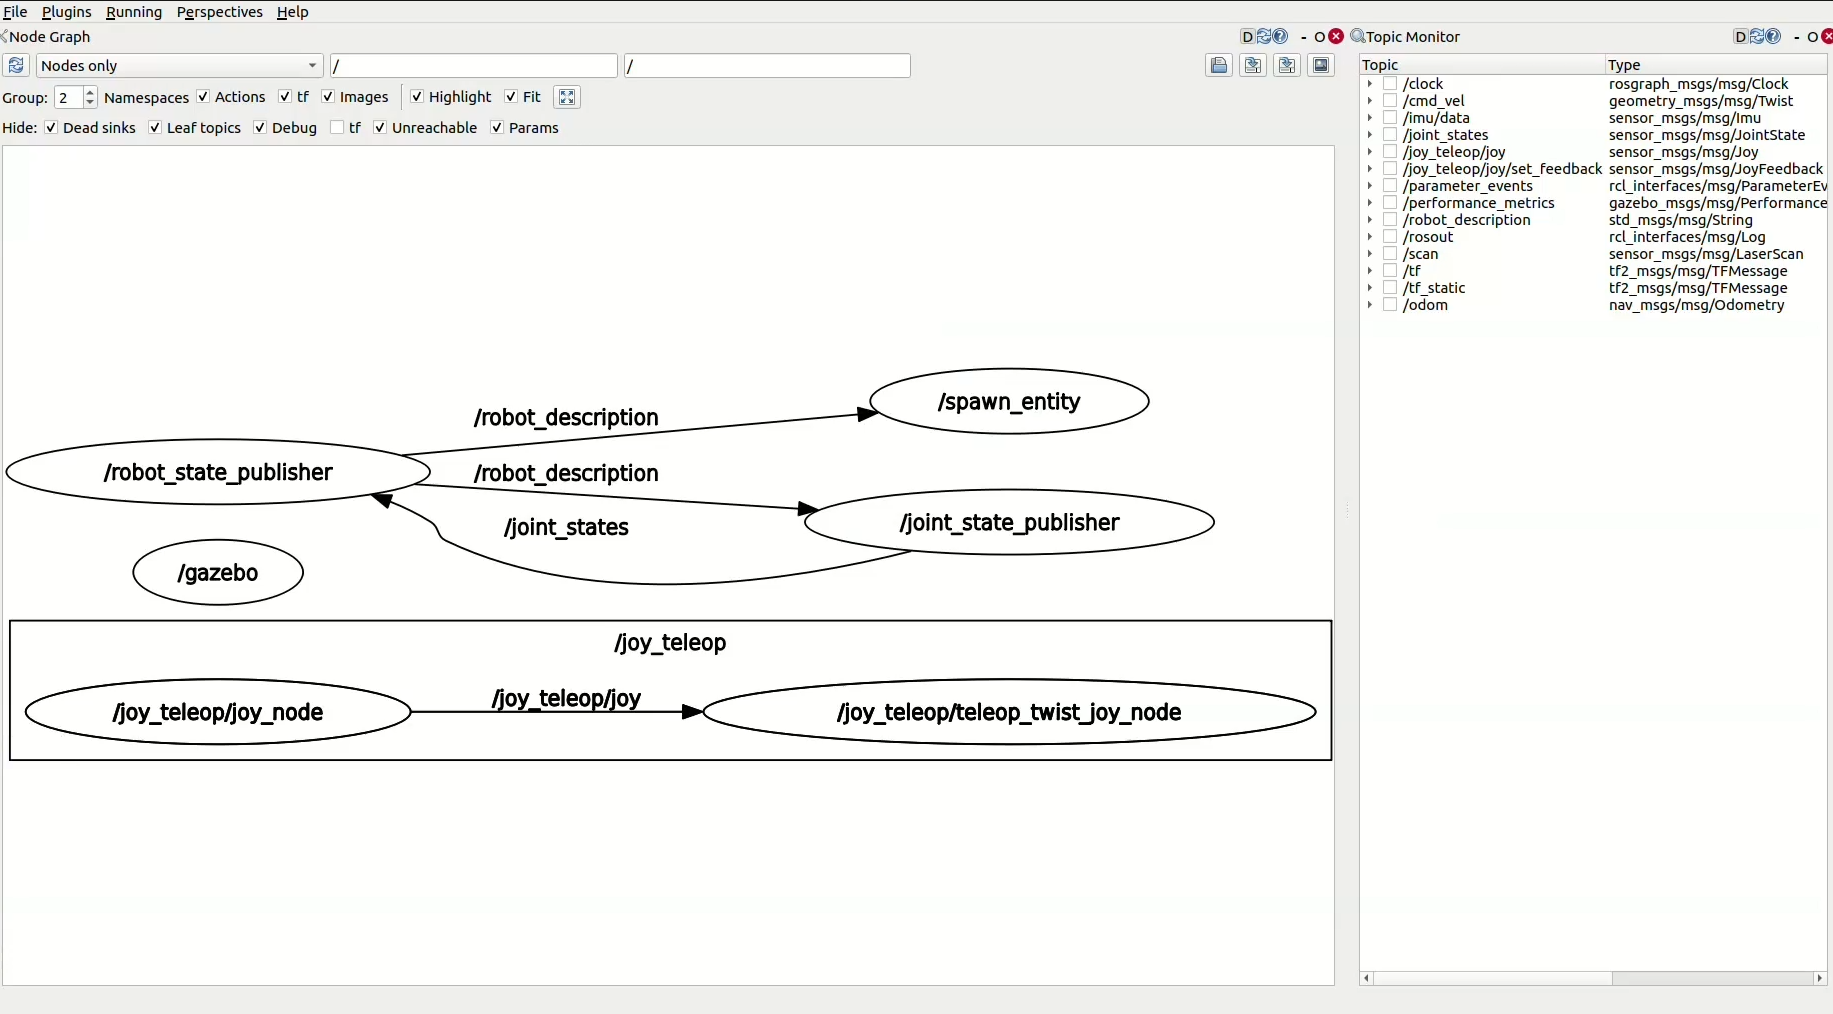 File Plugins Running Perspectives Help
Node Graph
D - O
Nodes only
/
/
Group: 2 Namespaces Actions tf Images Highlight Fit
Hide: Dead sinks Leaf topics Debug tf Unreachable Params
/robot_description
/spawn_entity
/robot_state_publisher
/robot_description
/joint_states
/joint_state_publisher
/gazebo
/joy_teleop
/joy_teleop/joy_node
/joy_teleop/joy
/joy_teleop/teleop_twist_joy_node
Topic Monitor
D - O
Topic Type
/clock rosgraph_msgs/msg/Clock
/cmd_vel geometry_msgs/msg/Twist
/imu/data sensor_msgs/msg/Imu
/joint_states sensor_msgs/msg/JointState
/joy_teleop/joy sensor_msgs/msg/Joy
/joy_teleop/joy/set_feedback sensor_msgs/msg/JoyFeedback
/parameter_events rcl_interfaces/msg/ParameterEv
/performance_metrics gazebo_msgs/msg/Performance
/robot_description std_msgs/msg/String
/rosout rcl_interfaces/msg/Log
/scan sensor_msgs/msg/LaserScan
/tf tf2_msgs/msg/TFMessage
/tf_static tf2_msgs/msg/TFMessage
/odom nav_msgs/msg/Odometry